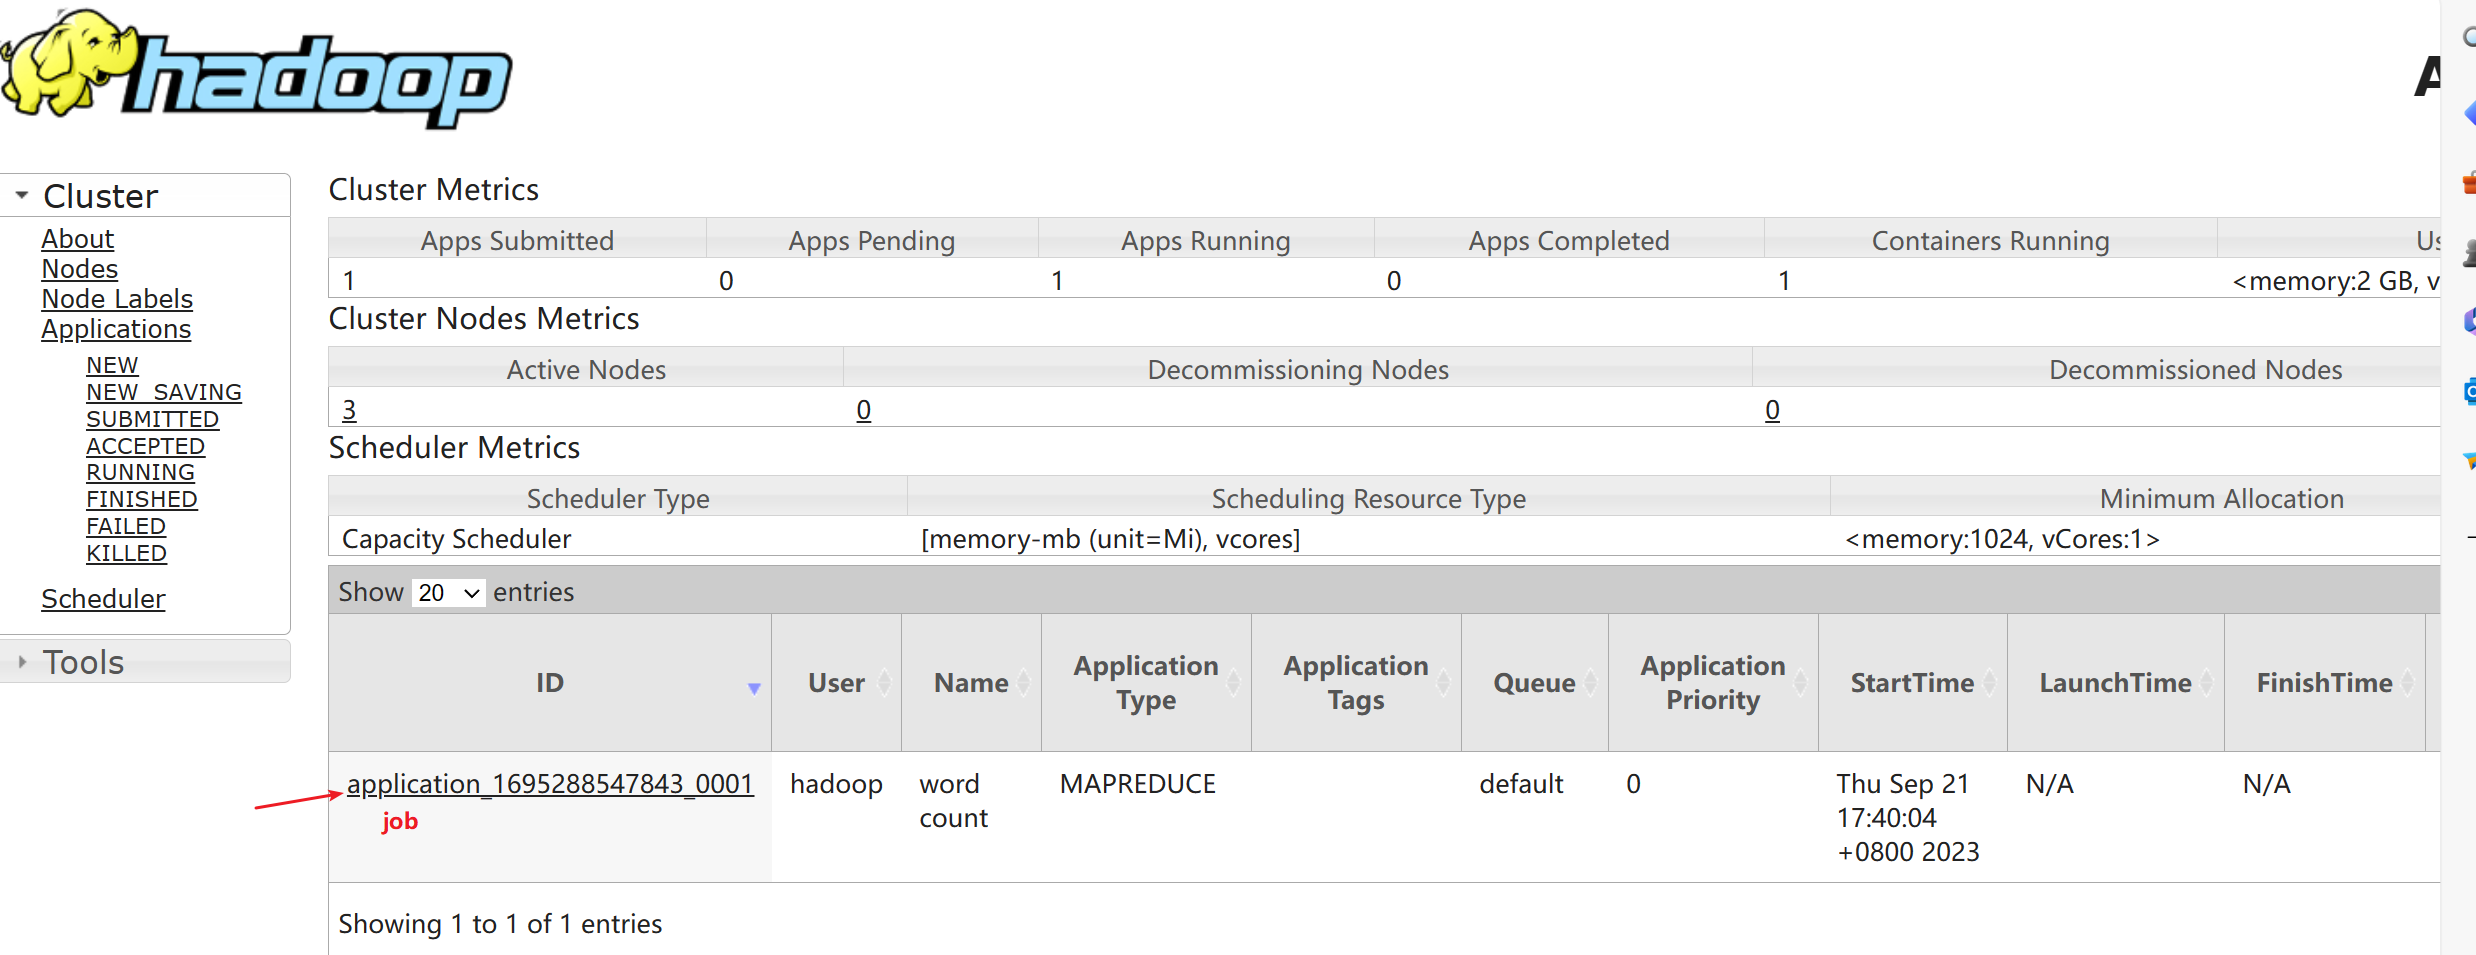 hadoop
A
Cluster
About
Nodes
Node Labels
Applications
NEW
NEW_SAVING
SUBMITTED
ACCEPTED
RUNNING
FINISHED
FAILED
KILLED
Scheduler
Tools
Cluster Metrics
Apps Submitted Apps Pending Apps Running Apps Completed Containers Running Us
1 0 1 0 1 <memory:2 GB, v
Cluster Nodes Metrics
Active Nodes Decommissioning Nodes Decommissioned Nodes
3 0 0
Scheduler Metrics
Scheduler Type Scheduling Resource Type Minimum Allocation
Capacity Scheduler [memory-mb (unit=Mi), vcores] <memory:1024, vCores:1>
Show 20 entries
ID User Name Application Type Application Tags Queue Application Priority StartTime LaunchTime FinishTime
application_1695288547843_0001 hadoop word count MAPREDUCE default 0 Thu Sep 21 17:40:04 +0800 2023 N/A N/A
job
Showing 1 to 1 of 1 entries